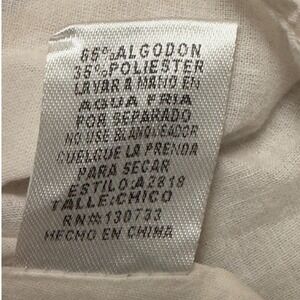 65%ALGODON
35%POLIESTER
LAVAR A MANO EN
AGUA FRIA
POR SEPARADO
NO USE BLANQUEADOR
CUELGUE LA PRENDA
PARA SECAR
ESTILO:A2818
TALLE:CHICO
RN#:130733
HECHO EN CHINA